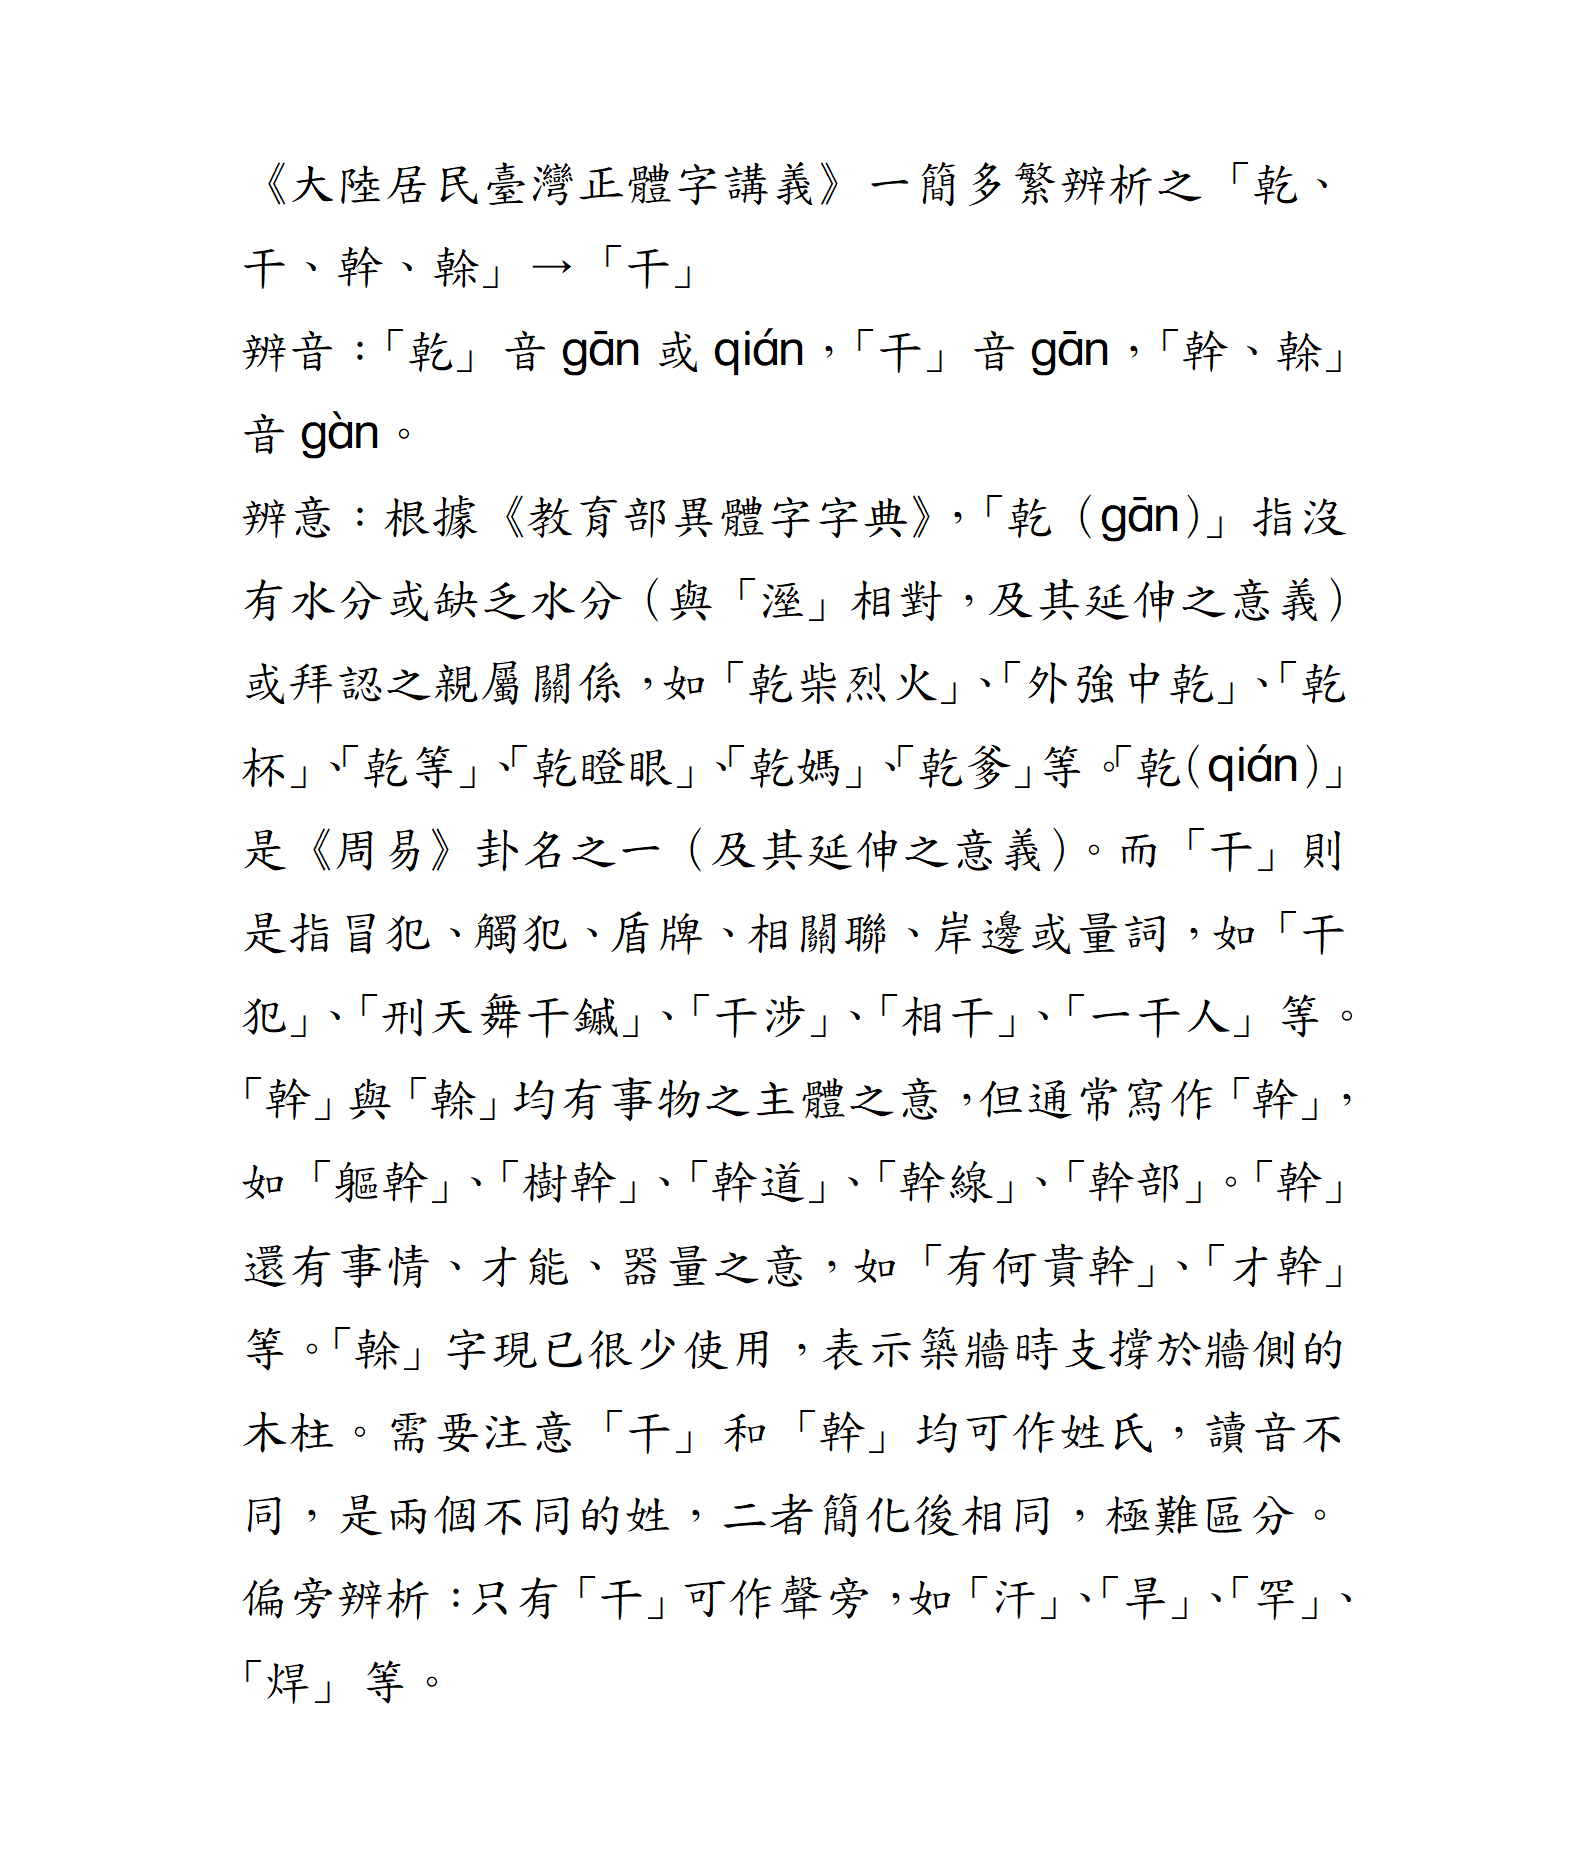 《大陸居民臺灣正體字講義》一簡多繁辨析之「乾、
干、幹、榦」→「干」
辨音：「乾」音 gān 或 qián，「干」音 gān，「幹、榦」
音 gàn。
辨意：根據《教育部異體字字典》，「乾（gān）」指沒
有水分或缺乏水分（與「溼」相對，及其延伸之意義）
或拜認之親屬關係，如「乾柴烈火」、「外強中乾」、「乾
杯」、「乾等」、「乾瞪眼」、「乾媽」、「乾爹」等。「乾（qián）」
是《周易》卦名之一（及其延伸之意義）。而「干」則
是指冒犯、觸犯、盾牌、相關聯、岸邊或量詞，如「干
犯」、「刑天舞干鏚」、「干涉」、「相干」、「一干人」等。
「幹」與「榦」均有事物之主體之意，但通常寫作「幹」，
如「軀幹」、「樹幹」、「幹道」、「幹線」、「幹部」。「幹」
還有事情、才能、器量之意，如「有何貴幹」、「才幹」
等。「榦」字現已很少使用，表示築牆時支撐於牆側的
木柱。需要注意「干」和「幹」均可作姓氏，讀音不
同，是兩個不同的姓，二者簡化後相同，極難區分。
偏旁辨析：只有「干」可作聲旁，如「汗」、「旱」、「罕」、
「焊」等。